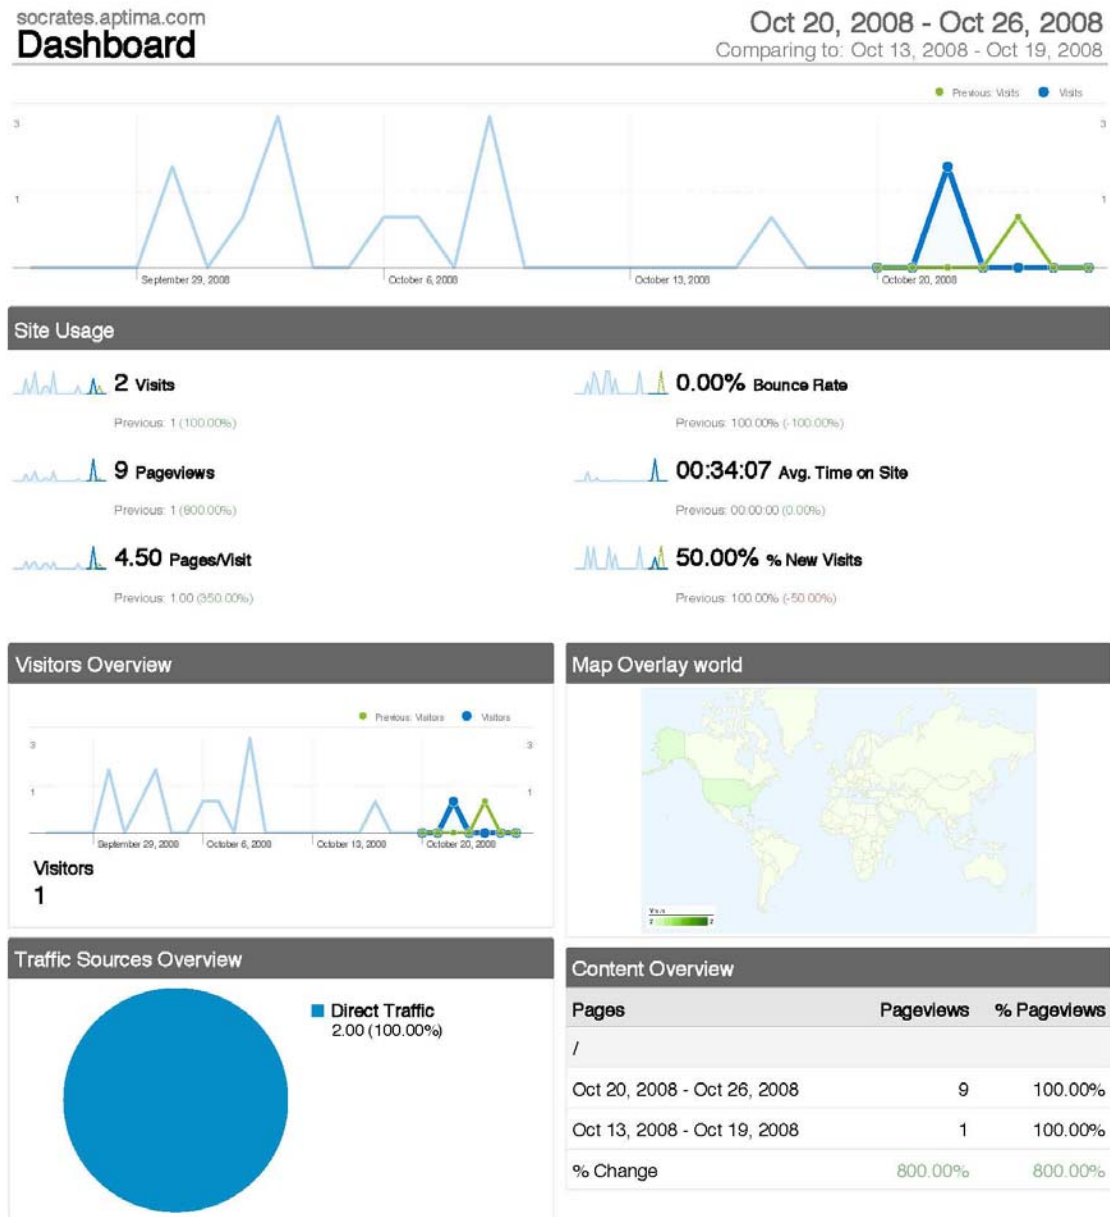 socrates.aptima.com
Dashboard
Oct 20, 2008 - Oct 26, 2008
Comparing to: Oct 13, 2008 - Oct 19, 2008
Previous: Visits Visits
3 3
1 1
September 29, 2008 October 6, 2008 October 13, 2008 October 20, 2008
Site Usage
2 Visits
Previous: 1 (100.00%)
0.00% Bounce Rate
Previous: 100.00% (-100.00%)
9 Pageviews
Previous: 1 (800.00%)
00:34:07 Avg. Time on Site
Previous: 00:00:00 (0.00%)
4.50 Pages/Visit
Previous: 1.00 (350.00%)
50.00% % New Visits
Previous: 100.00% (-50.00%)
Visitors Overview
Previous: Visitors Visitors
3 3
1 1
September 29, 2008 October 6, 2008 October 13, 2008 October 20, 2008
Visitors
1
Map Overlay world
Visits
2 2
Traffic Sources Overview
Direct Traffic
2.00 (100.00%)
Content Overview
Pages Pageviews % Pageviews
/
Oct 20, 2008 - Oct 26, 2008 9 100.00%
Oct 13, 2008 - Oct 19, 2008 1 100.00%
% Change 800.00% 800.00%